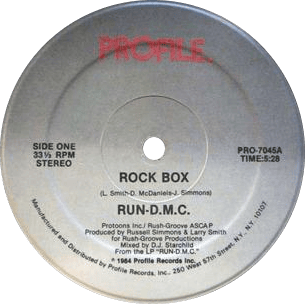 PROFILE.
SIDE ONE
33⅓ RPM
STEREO
PRO-7045A
TIME:5:28
ROCK BOX
(L. Smith-D. McDaniels-J. Simmons)
RUN-D.M.C.
Protoons Inc./ Rush-Groove ASCAP
Produced by Russell Simmons & Larry Smith
for Rush-Groove Productions
Mixed by D.J. Starchild
From the LP "RUN-D.M.C."
℗ 1984 Profile Records Inc.
Manufactured and Distributed by Profile Records Inc., 250 West 57th Street, N.Y., N.Y. 10107